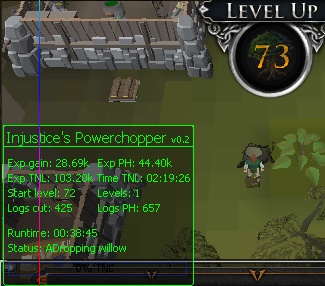 LEVEL UP
73
Injustice's Powerchopper v0.2
Exp gain: 28.69k Exp PH: 44.40k
Exp TNL: 103.20k Time TNL: 02:19:26
Start level: 72 Levels: 1
Logs cut: 425 Logs PH: 657
Runtime: 00:38:45
Status: ADropping willow